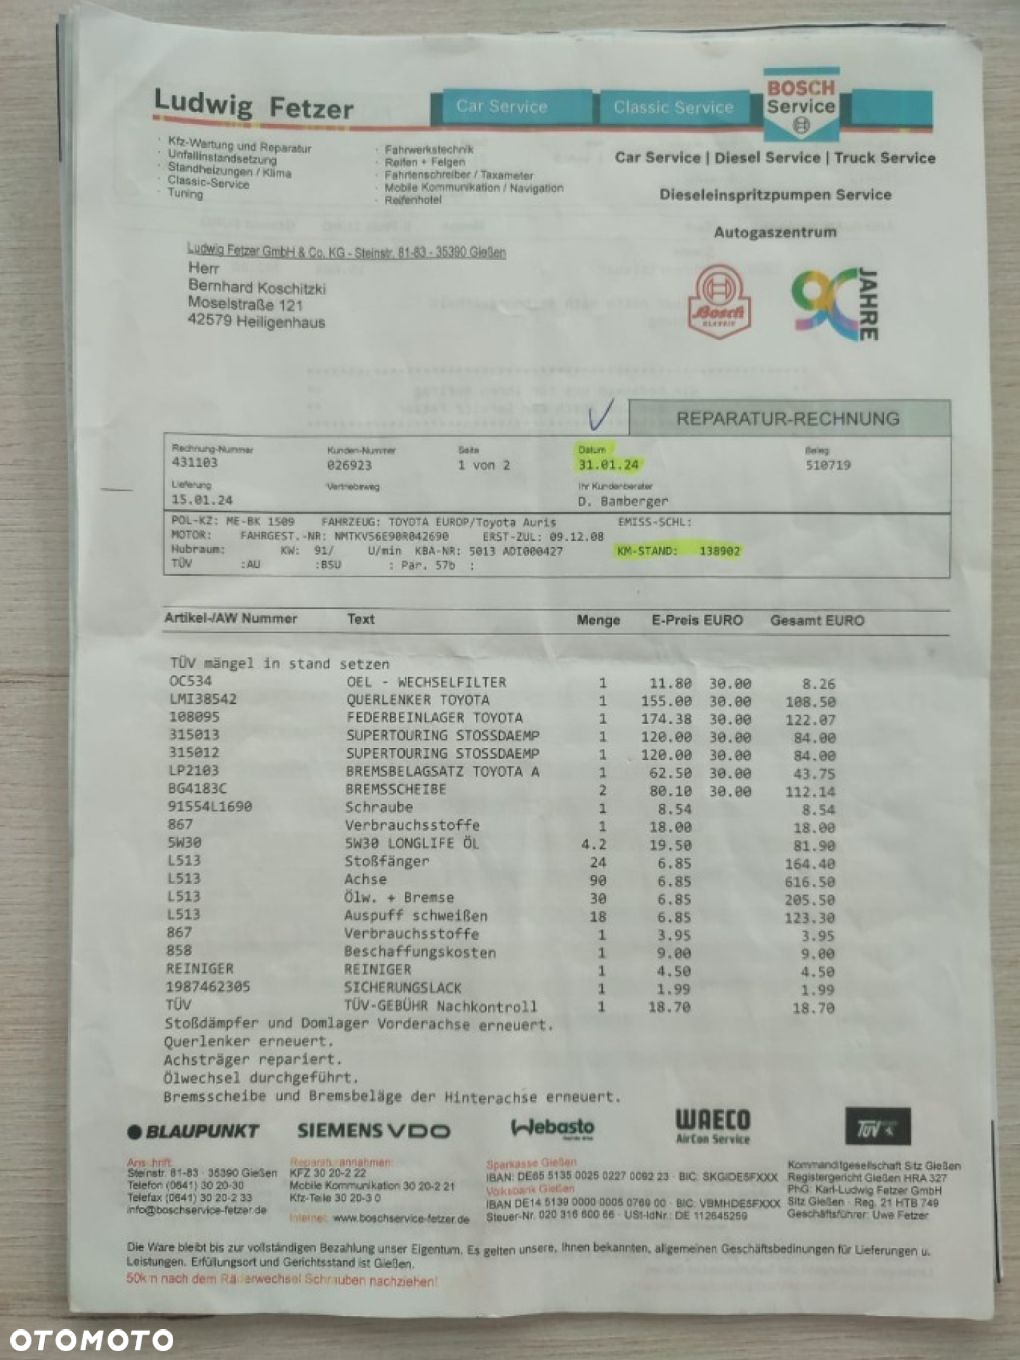 Ludwig Fetzer
Car Service
Classic Service
BOSCH
Service
· Kfz-Wartung und Reparatur
· Unfallinstandsetzung
· Standheizungen / Klima
· Classic-Service
· Tuning
· Fahrwerkstechnik
· Reifen + Felgen
· Fahrtenschreiber / Taxameter
· Mobile Kommunikation / Navigation
· Reifenhotel
Car Service | Diesel Service | Truck Service
Dieseleinspritzpumpen Service
Autogaszentrum
Ludwig Fetzer GmbH & Co. KG - Steinstr. 81-83 - 35390 Gießen
Herr
Bernhard Koschitzki
Moselstraße 121
42579 Heiligenhaus
Bosch
CLASSIC
90 JAHRE
REPARATUR-RECHNUNG
Rechnung-Nummer Kunden-Nummer Seite Datum Beleg
431103 026923 1 von 2 31.01.24 510719
Lieferung Vertriebsweg Ihr Kundenberater
15.01.24 D. Bamberger
POL-KZ: ME-BK 1509 FAHRZEUG: TOYOTA EUROP/Toyota Auris EMISS-SCHL:
MOTOR: FAHRGEST.-NR: NMTKV56E90R042690 ERST-ZUL: 09.12.08
Hubraum: KW: 91/ U/min KBA-NR: 5013 ADI000427 KM-STAND: 138902
TÜV :AU :BSU : Par. 57b :
Artikel-/AW Nummer Text Menge E-Preis EURO Gesamt EURO
TÜV mängel in stand setzen
OC534 OEL - WECHSELFILTER 1 11.80 30.00 8.26
LMI38542 QUERLENKER TOYOTA 1 155.00 30.00 108.50
108095 FEDERBEINLAGER TOYOTA 1 174.38 30.00 122.07
315013 SUPERTOURING STOSSDAEMP 1 120.00 30.00 84.00
315012 SUPERTOURING STOSSDAEMP 1 120.00 30.00 84.00
LP2103 BREMSBELAGSATZ TOYOTA A 1 62.50 30.00 43.75
BG4183C BREMSSCHEIBE 2 80.10 30.00 112.14
91554L1690 Schraube 1 8.54 8.54
867 Verbrauchsstoffe 1 18.00 18.00
5W30 5W30 LONGLIFE ÖL 4.2 19.50 81.90
L513 Stoßfänger 24 6.85 164.40
L513 Achse 90 6.85 616.50
L513 Ölw. + Bremse 30 6.85 205.50
L513 Auspuff schweißen 18 6.85 123.30
867 Verbrauchsstoffe 1 3.95 3.95
858 Beschaffungskosten 1 9.00 9.00
REINIGER REINIGER 1 4.50 4.50
1987462305 SICHERUNGSLACK 1 1.99 1.99
TÜV TÜV-GEBÜHR Nachkontroll 1 18.70 18.70
Stoßdämpfer und Domlager Vorderachse erneuert.
Querlenker erneuert.
Achsträger repariert.
Ölwechsel durchgeführt.
Bremsscheibe und Bremsbeläge der Hinterachse erneuert.
BLAUPUNKT
SIEMENS VDO
Webasto
WAECO
AirCon Service
TÜV
Anschrift:
Steinstr. 81-83 · 35390 Gießen
Telefon (0641) 30 20-30
Telefax (0641) 30 20-2 33
info@boschservice-fetzer.de
Reparaturannahmen:
KFZ 30 20-2 22
Mobile Kommunikation 30 20-2 21
Kfz-Teile 30 20-3 0
Internet: www.boschservice-fetzer.de
Sparkasse Gießen
IBAN: DE65 5135 0025 0227 0092 23 · BIC: SKGIDE5FXXX
Volksbank Gießen
IBAN DE14 5139 0000 0005 0769 00 · BIC: VBMHDE5FXXX
Steuer-Nr. 020 316 600 66 · USt-IdNr.: DE 112645259
Kommanditgesellschaft Sitz Gießen
Registergericht Gießen HRA 327
PhG: Karl-Ludwig Fetzer GmbH
Sitz Gießen · Reg. 21 HTB 749
Geschäftsführer: Uwe Fetzer
Die Ware bleibt bis zur vollständigen Bezahlung unser Eigentum. Es gelten unsere, Ihnen bekannten, allgemeinen Geschäftsbedinungen für Lieferungen u.
Leistungen. Erfüllungsort und Gerichtsstand ist Gießen.
50km nach dem Räderwechsel Schrauben nachziehen!
OTOMOTO